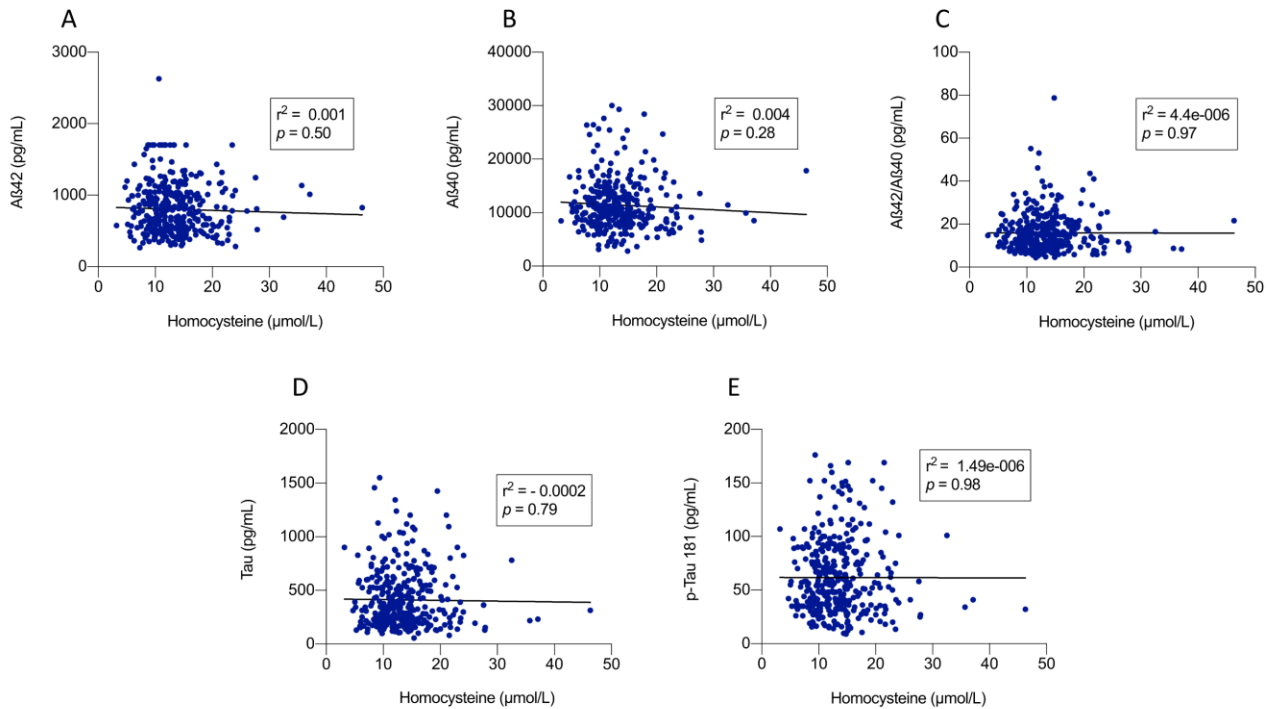 A
3000
2000
1000
0
Aß42 (pg/mL)
r² = 0.001
p = 0.50
0 10 20 30 40 50
Homocysteine (µmol/L)
B
40000
30000
20000
10000
0
Aß40 (pg/mL)
r² = 0.004
p = 0.28
0 10 20 30 40 50
Homocysteine (µmol/L)
C
100
80
60
40
20
0
Aß42/Aß40 (pg/mL)
r² = 4.4e-006
p = 0.97
0 10 20 30 40 50
Homocysteine (µmol/L)
D
2000
1500
1000
500
0
Tau (pg/mL)
r² = - 0.0002
p = 0.79
0 10 20 30 40 50
Homocysteine (µmol/L)
E
200
150
100
50
0
p-Tau 181 (pg/mL)
r² = 1.49e-006
p = 0.98
0 10 20 30 40 50
Homocysteine (µmol/L)